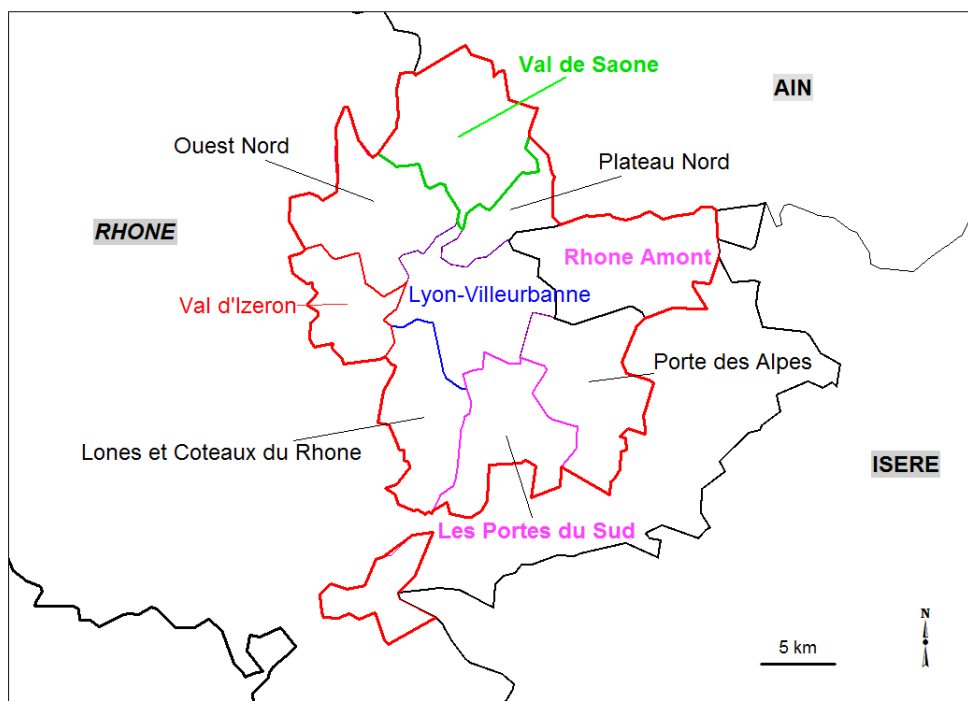 Val de Saone
AIN
Ouest Nord
Plateau Nord
RHONE
Rhone Amont
Val d'Izeron
Lyon-Villeurbanne
Porte des Alpes
Lones et Coteaux du Rhone
ISERE
Les Portes du Sud
N
5 km